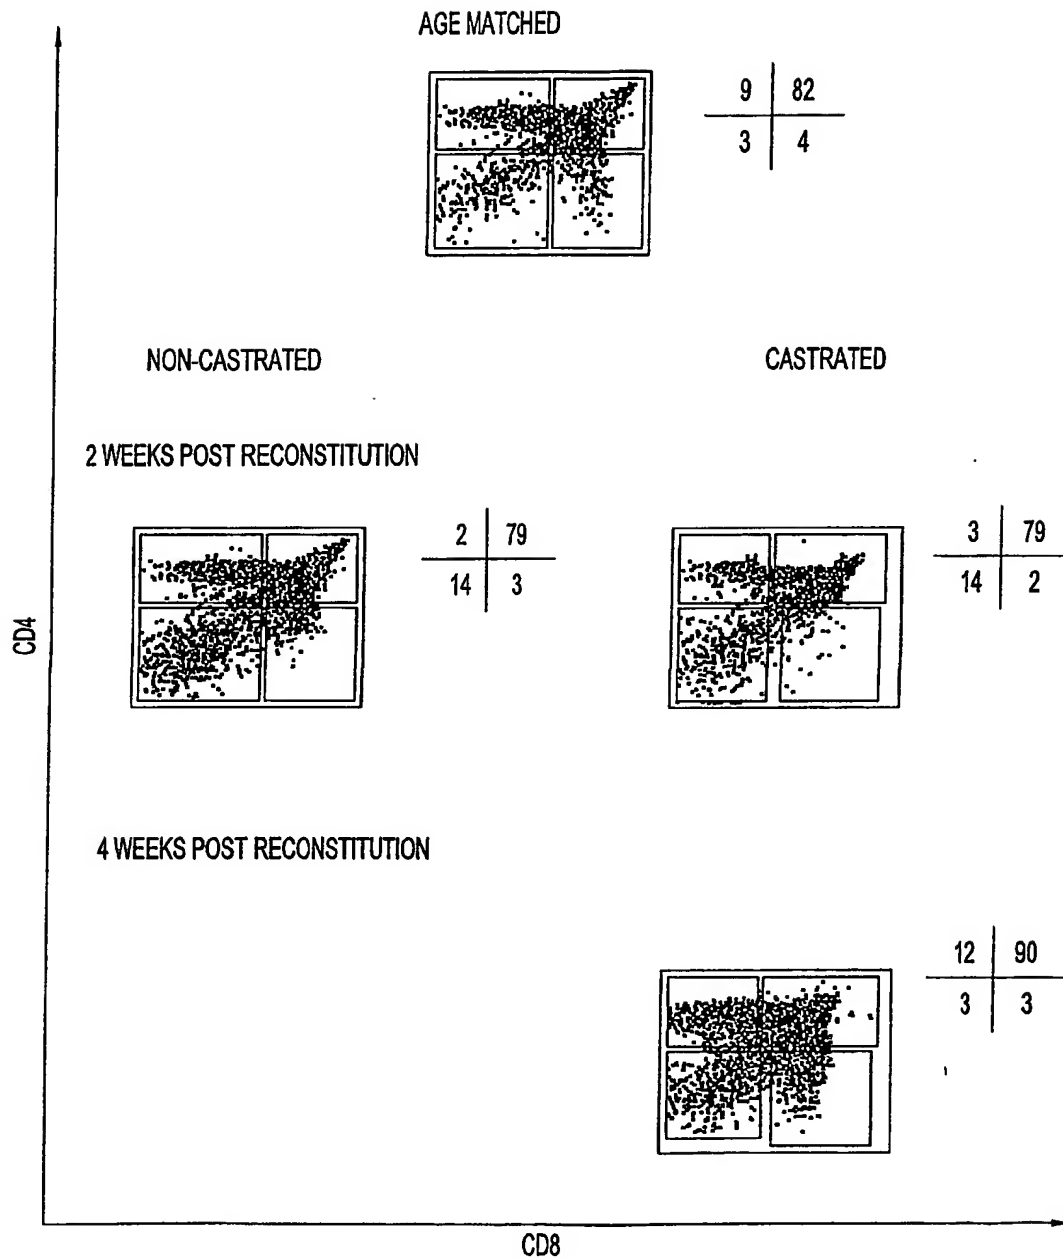 AGE MATCHED
9 82
3 4
NON-CASTRATED CASTRATED
2 WEEKS POST RECONSTITUTION
2 79
14 3
3 79
14 2
CD4
4 WEEKS POST RECONSTITUTION
12 90
3 3
CD8